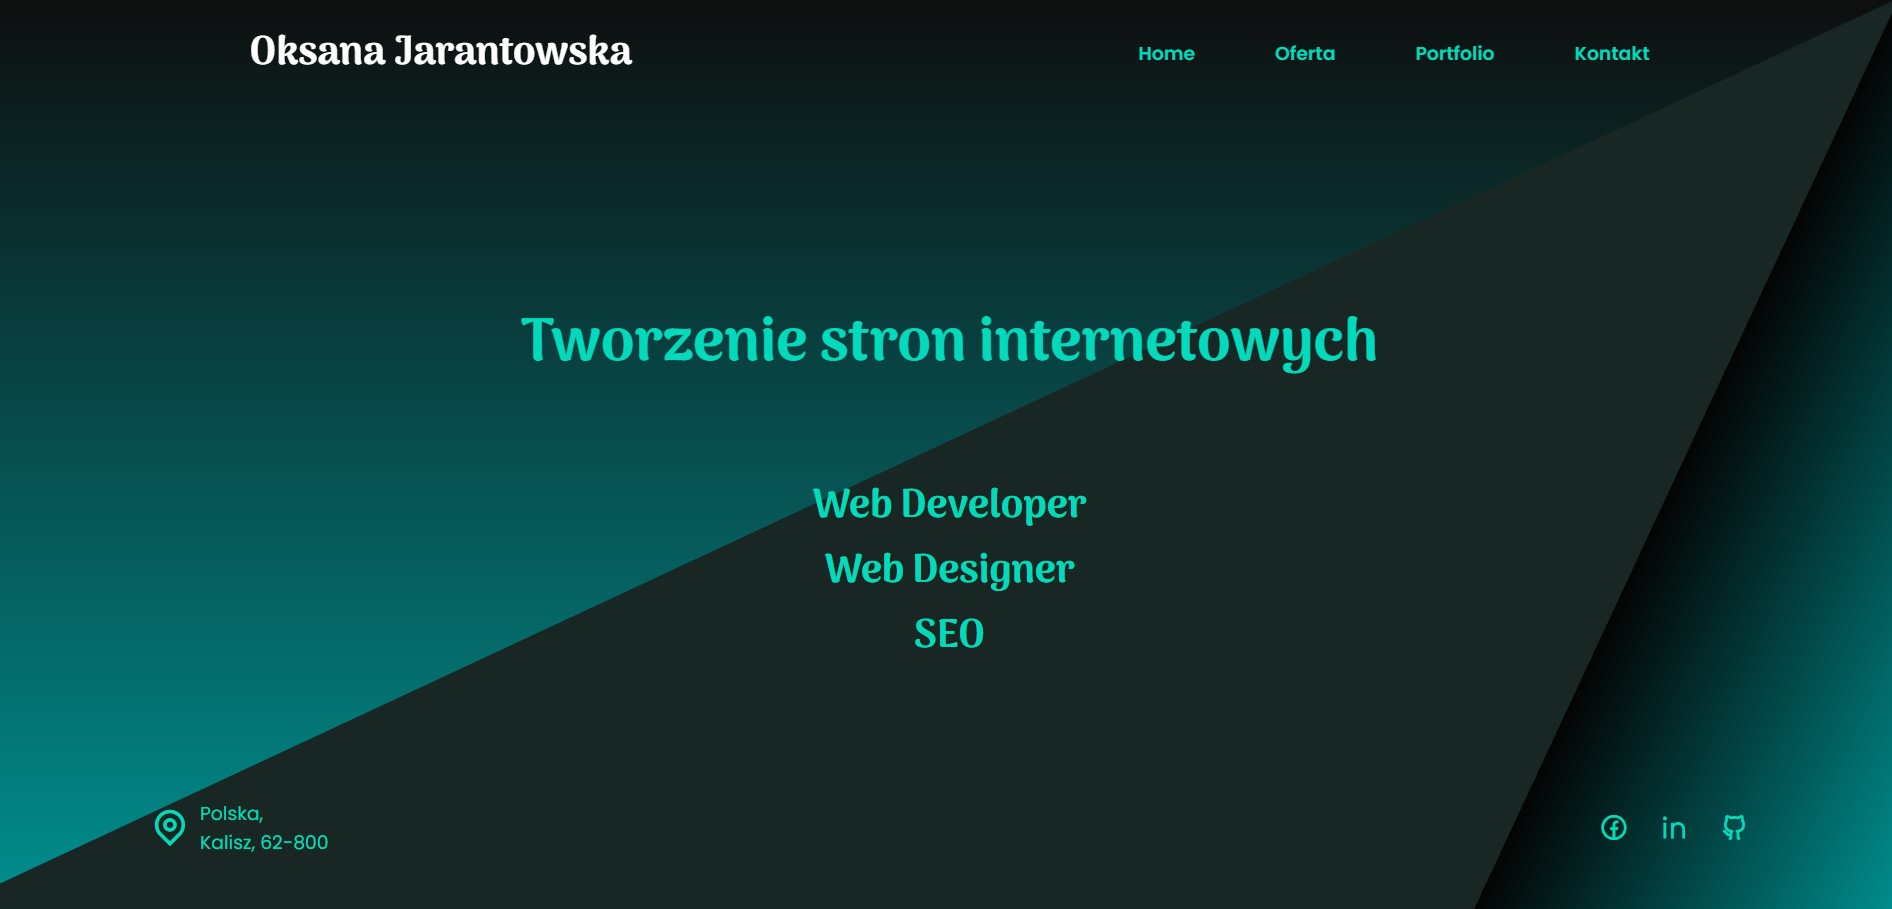 Oksana Jarantowska
Home Oferta Portfolio Kontakt
Tworzenie stron internetowych
Web Developer
Web Designer
SEO
Polska,
Kalisz, 62-800
in